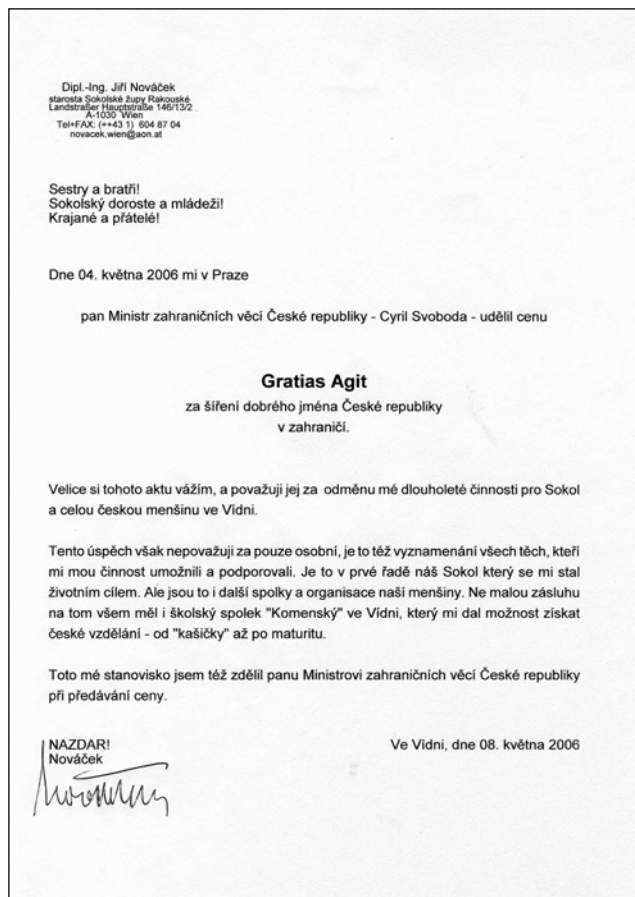 Dipl.-Ing. Jiří Nováček
starosta Sokolské župy Rakouské
Landstraßer Hauptstraße 146/13/2
A-1030 Wien
Tel+FAX: (++43 1) 604 87 04
novacek.wien@aon.at
Sestry a bratři!
Sokolský doroste a mládeži!
Krajané a přátelé!
Dne 04. května 2006 mi v Praze
pan Ministr zahraničních věcí České republiky - Cyril Svoboda - udělil cenu
Gratias Agit
za šíření dobrého jména České republiky
v zahraničí.
Velice si tohoto aktu vážím, a považuji jej za odměnu mé dlouholeté činnosti pro Sokol
a celou českou menšinu ve Vídni.
Tento úspěch však nepovažuji za pouze osobní, je to též vyznamenání všech těch, kteří
mi mou činnost umožnili a podporovali. Je to v prvé řadě náš Sokol který se mi stal
životním cílem. Ale jsou to i další spolky a organisace naší menšiny. Ne malou zásluhu
na tom všem měl i školský spolek "Komenský" ve Vídni, který mi dal možnost získat
české vzdělání - od "kašičky" až po maturitu.
Toto mé stanovisko jsem též zdělil panu Ministrovi zahraničních věcí České republiky
při předávání ceny.
NAZDAR! Ve Vídni, dne 08. května 2006
Nováček